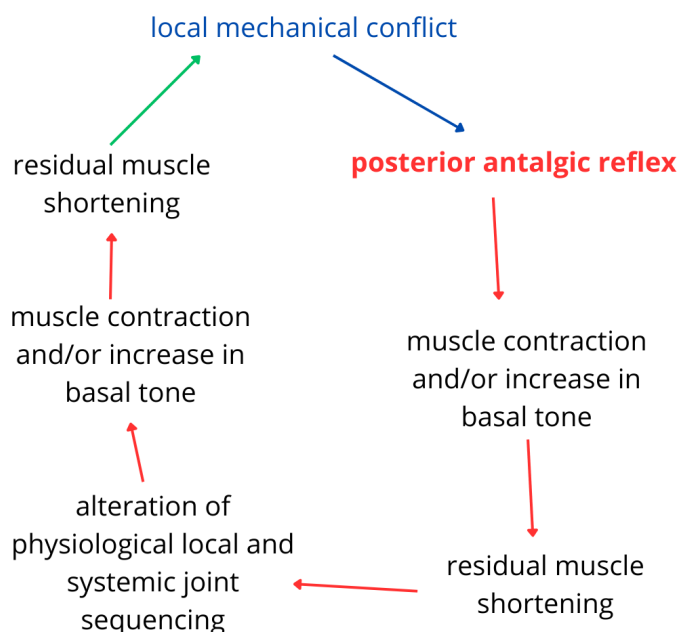 local mechanical conflict
posterior antalgic reflex
muscle contraction
and/or increase in
basal tone
residual muscle
shortening
alteration of
physiological local and
systemic joint
sequencing
muscle contraction
and/or increase in
basal tone
residual muscle
shortening